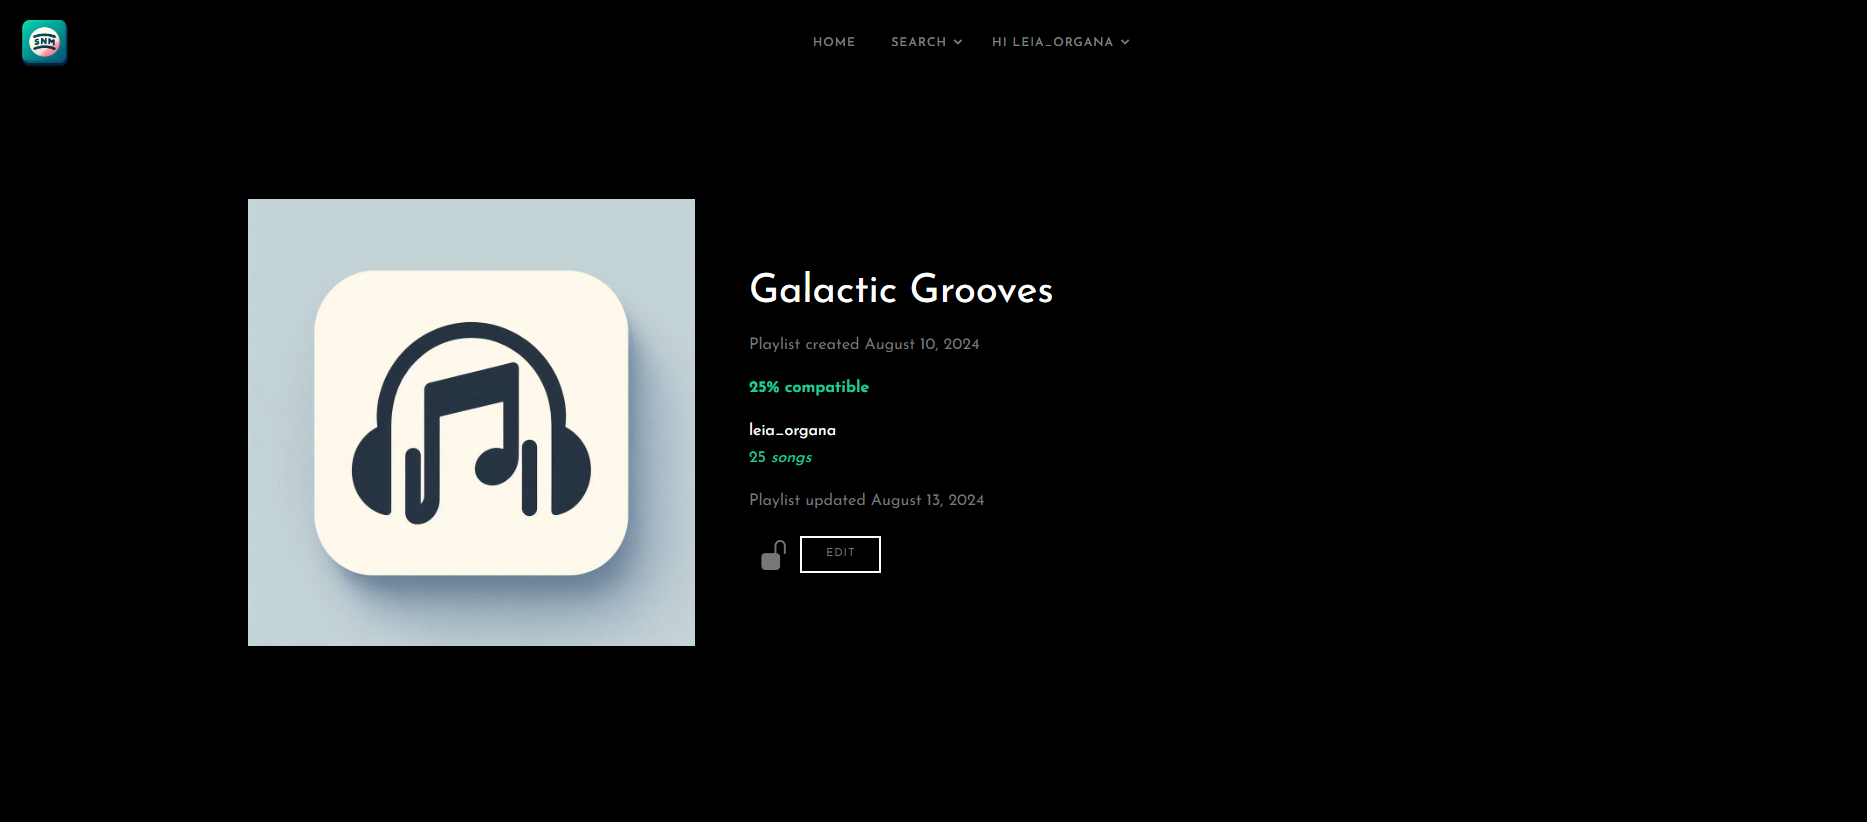 SNM
HOME SEARCH HI LEIA_ORGANA
Galactic Grooves
Playlist created August 10, 2024
25% compatible
leia_organa
25 songs
Playlist updated August 13, 2024
EDIT